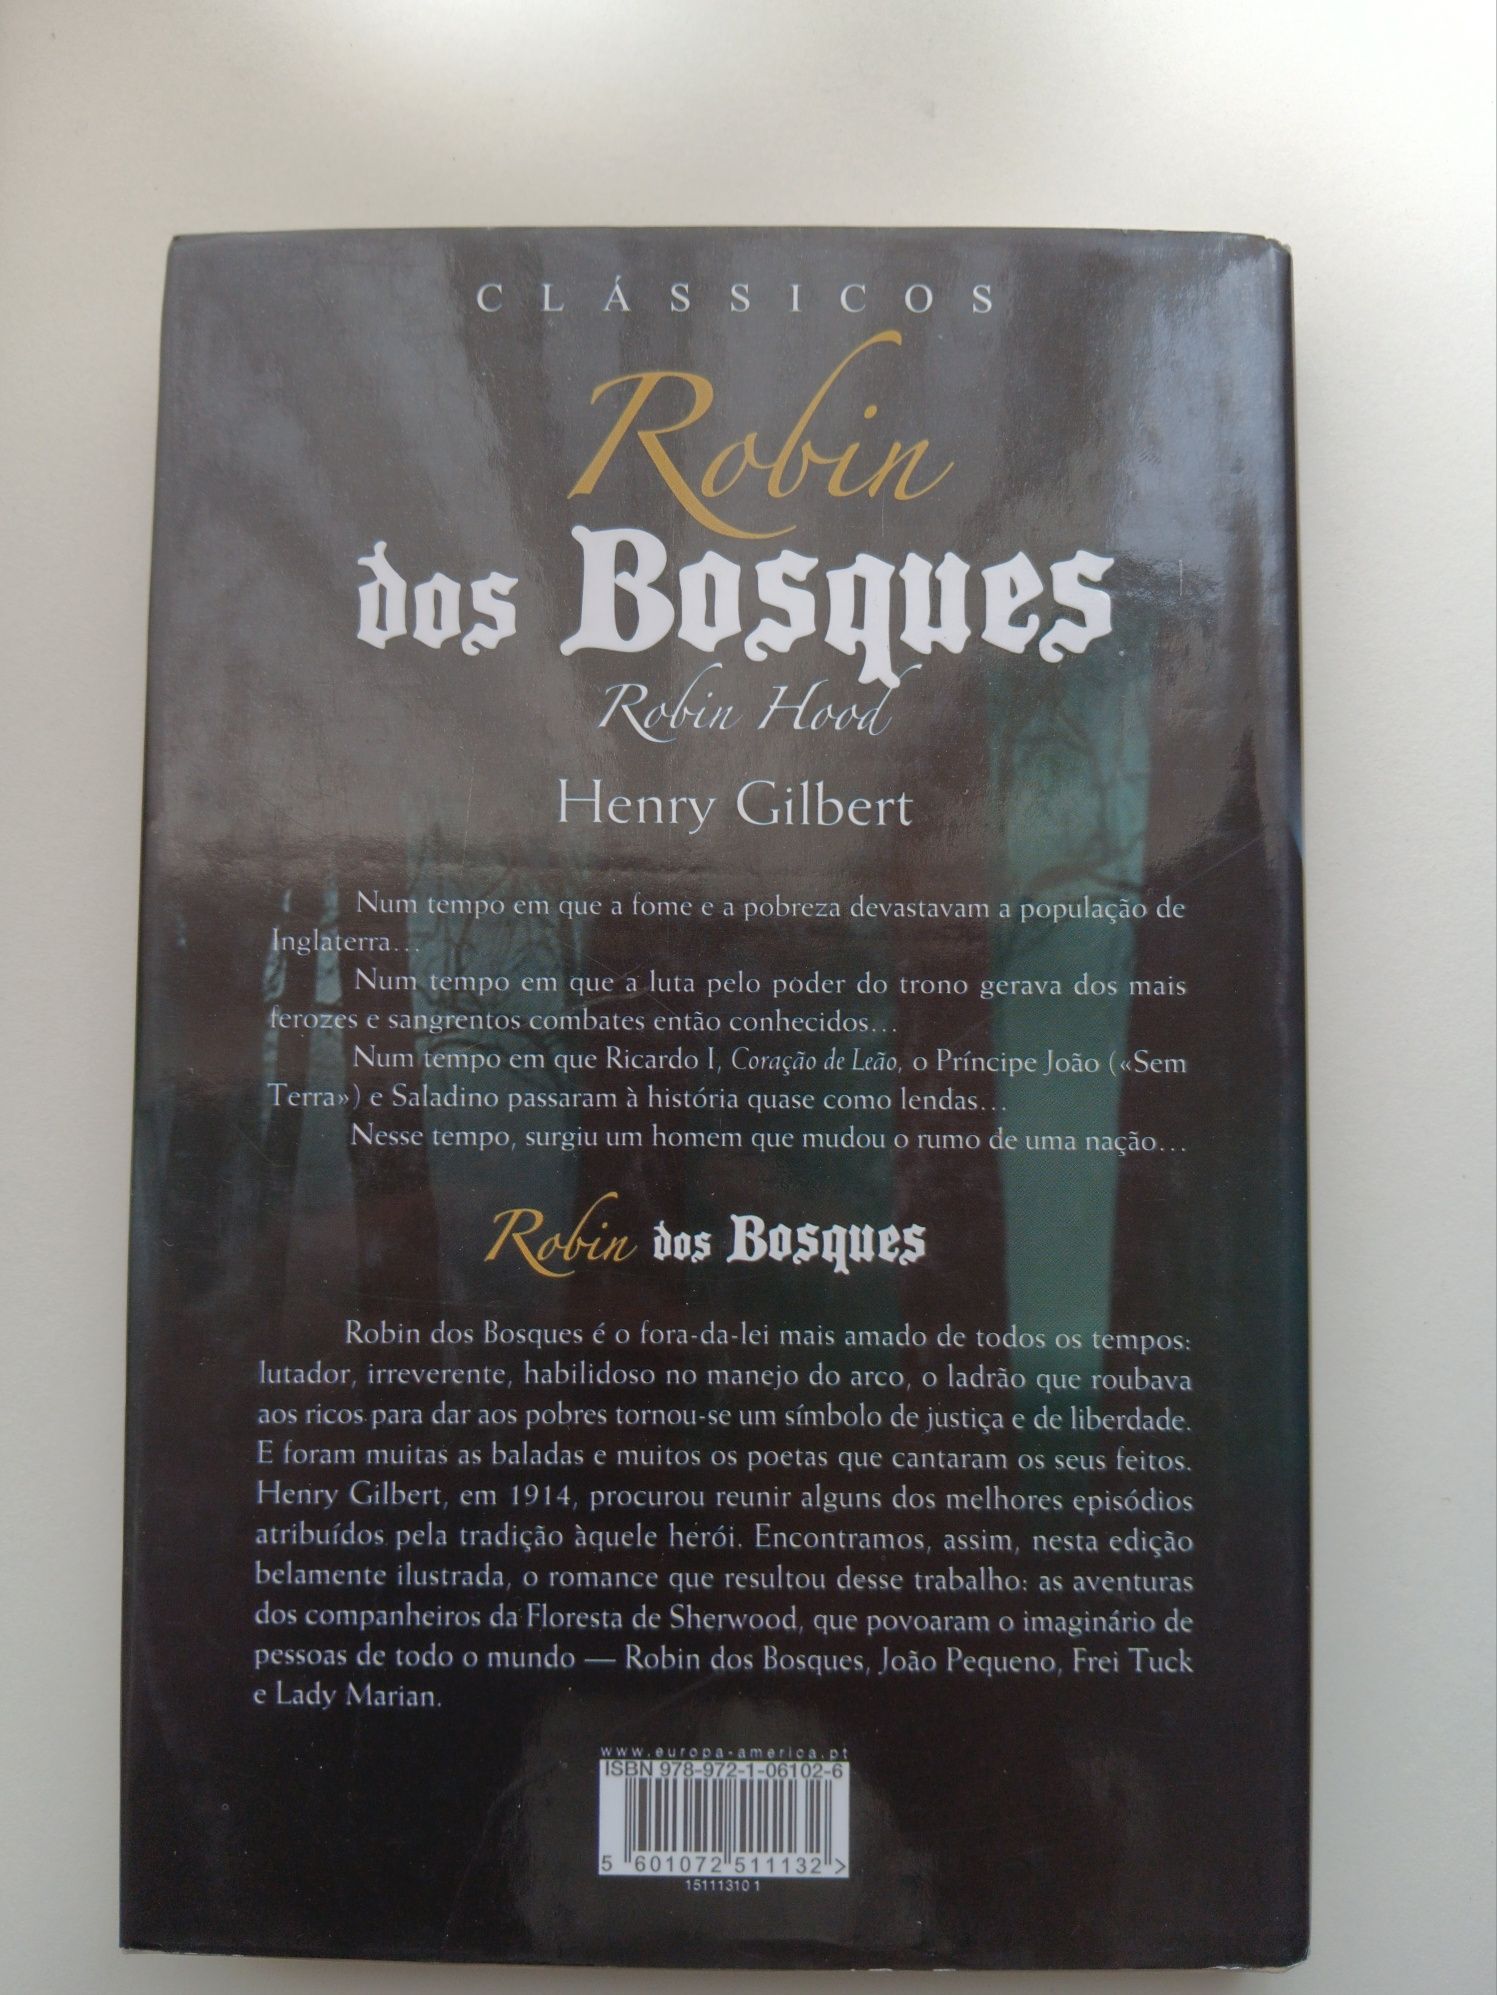 CLÁSSICOS
Robin
dos Bosques
Robin Hood
Henry Gilbert
Num tempo em que a fome e a pobreza devastavam a população de
Inglaterra…
Num tempo em que a luta pelo poder do trono gerava dos mais
ferozes e sangrentos combates então conhecidos…
Num tempo em que Ricardo I, Coração de Leão, o Príncipe João («Sem
Terra») e Saladino passaram à história quase como lendas…
Nesse tempo, surgiu um homem que mudou o rumo de uma nação…
Robin dos Bosques
Robin dos Bosques é o fora-da-lei mais amado de todos os tempos:
lutador, irreverente, habilidoso no manejo do arco, o ladrão que roubava
aos ricos para dar aos pobres tornou-se um símbolo de justiça e de liberdade.
E foram muitas as baladas e muitos os poetas que cantaram os seus feitos.
Henry Gilbert, em 1914, procurou reunir alguns dos melhores episódios
atribuídos pela tradição àquele herói. Encontramos, assim, nesta edição
belamente ilustrada, o romance que resultou desse trabalho: as aventuras
dos companheiros da Floresta de Sherwood, que povoaram o imaginário de
pessoas de todo o mundo — Robin dos Bosques, João Pequeno, Frei Tuck
e Lady Marian.
www.europa-america.pt
ISBN 978-972-1-06102-6
5 601072 511132 >
15111310 1